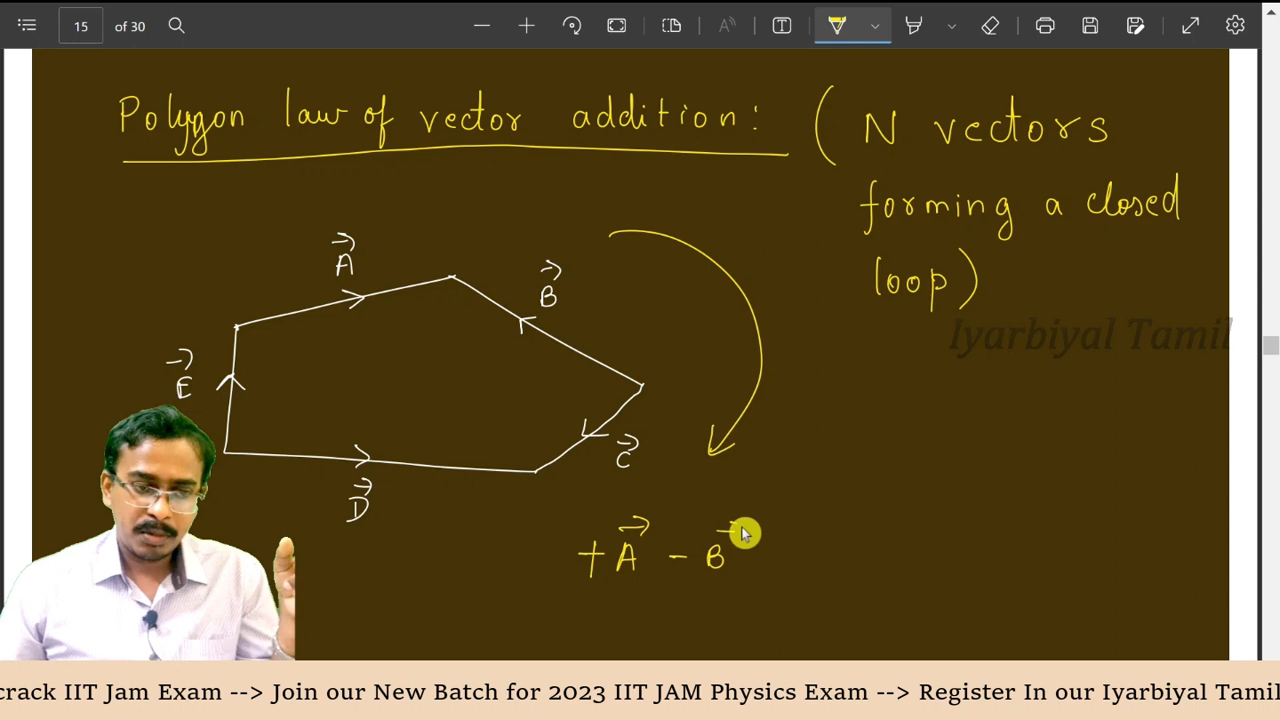 15 of 30
Polygon law of vector addition: ( N vectors
forming a closed
loop)
Iyarbiyal Tamil
A
B
E
C
D
+A - B
crack IIT Jam Exam --> Join our New Batch for 2023 IIT JAM Physics Exam --> Register In our Iyarbiyal Tamil